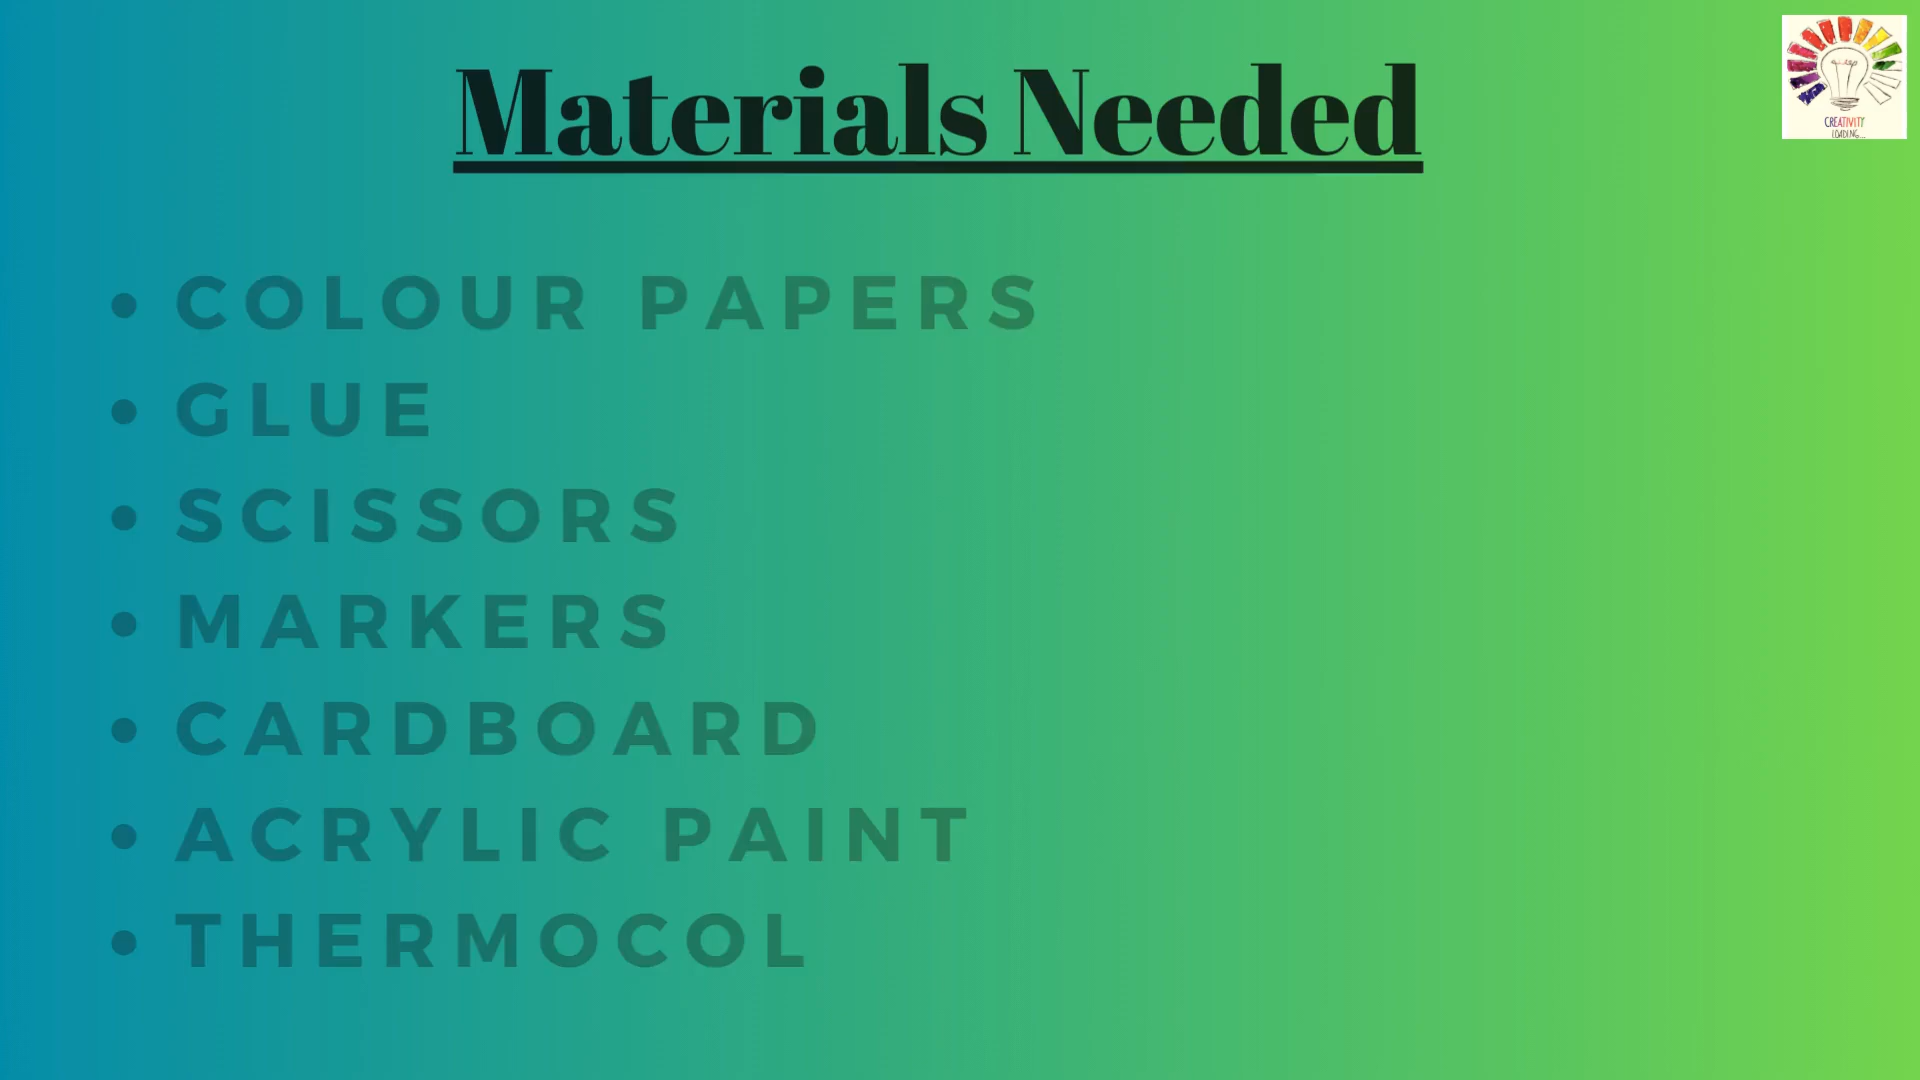 Materials Needed
• COLOUR PAPERS
• GLUE
• SCISSORS
• MARKERS
• CARDBOARD
• ACRYLIC PAINT
• THERMOCOL
CREATIVITY
LOADING...